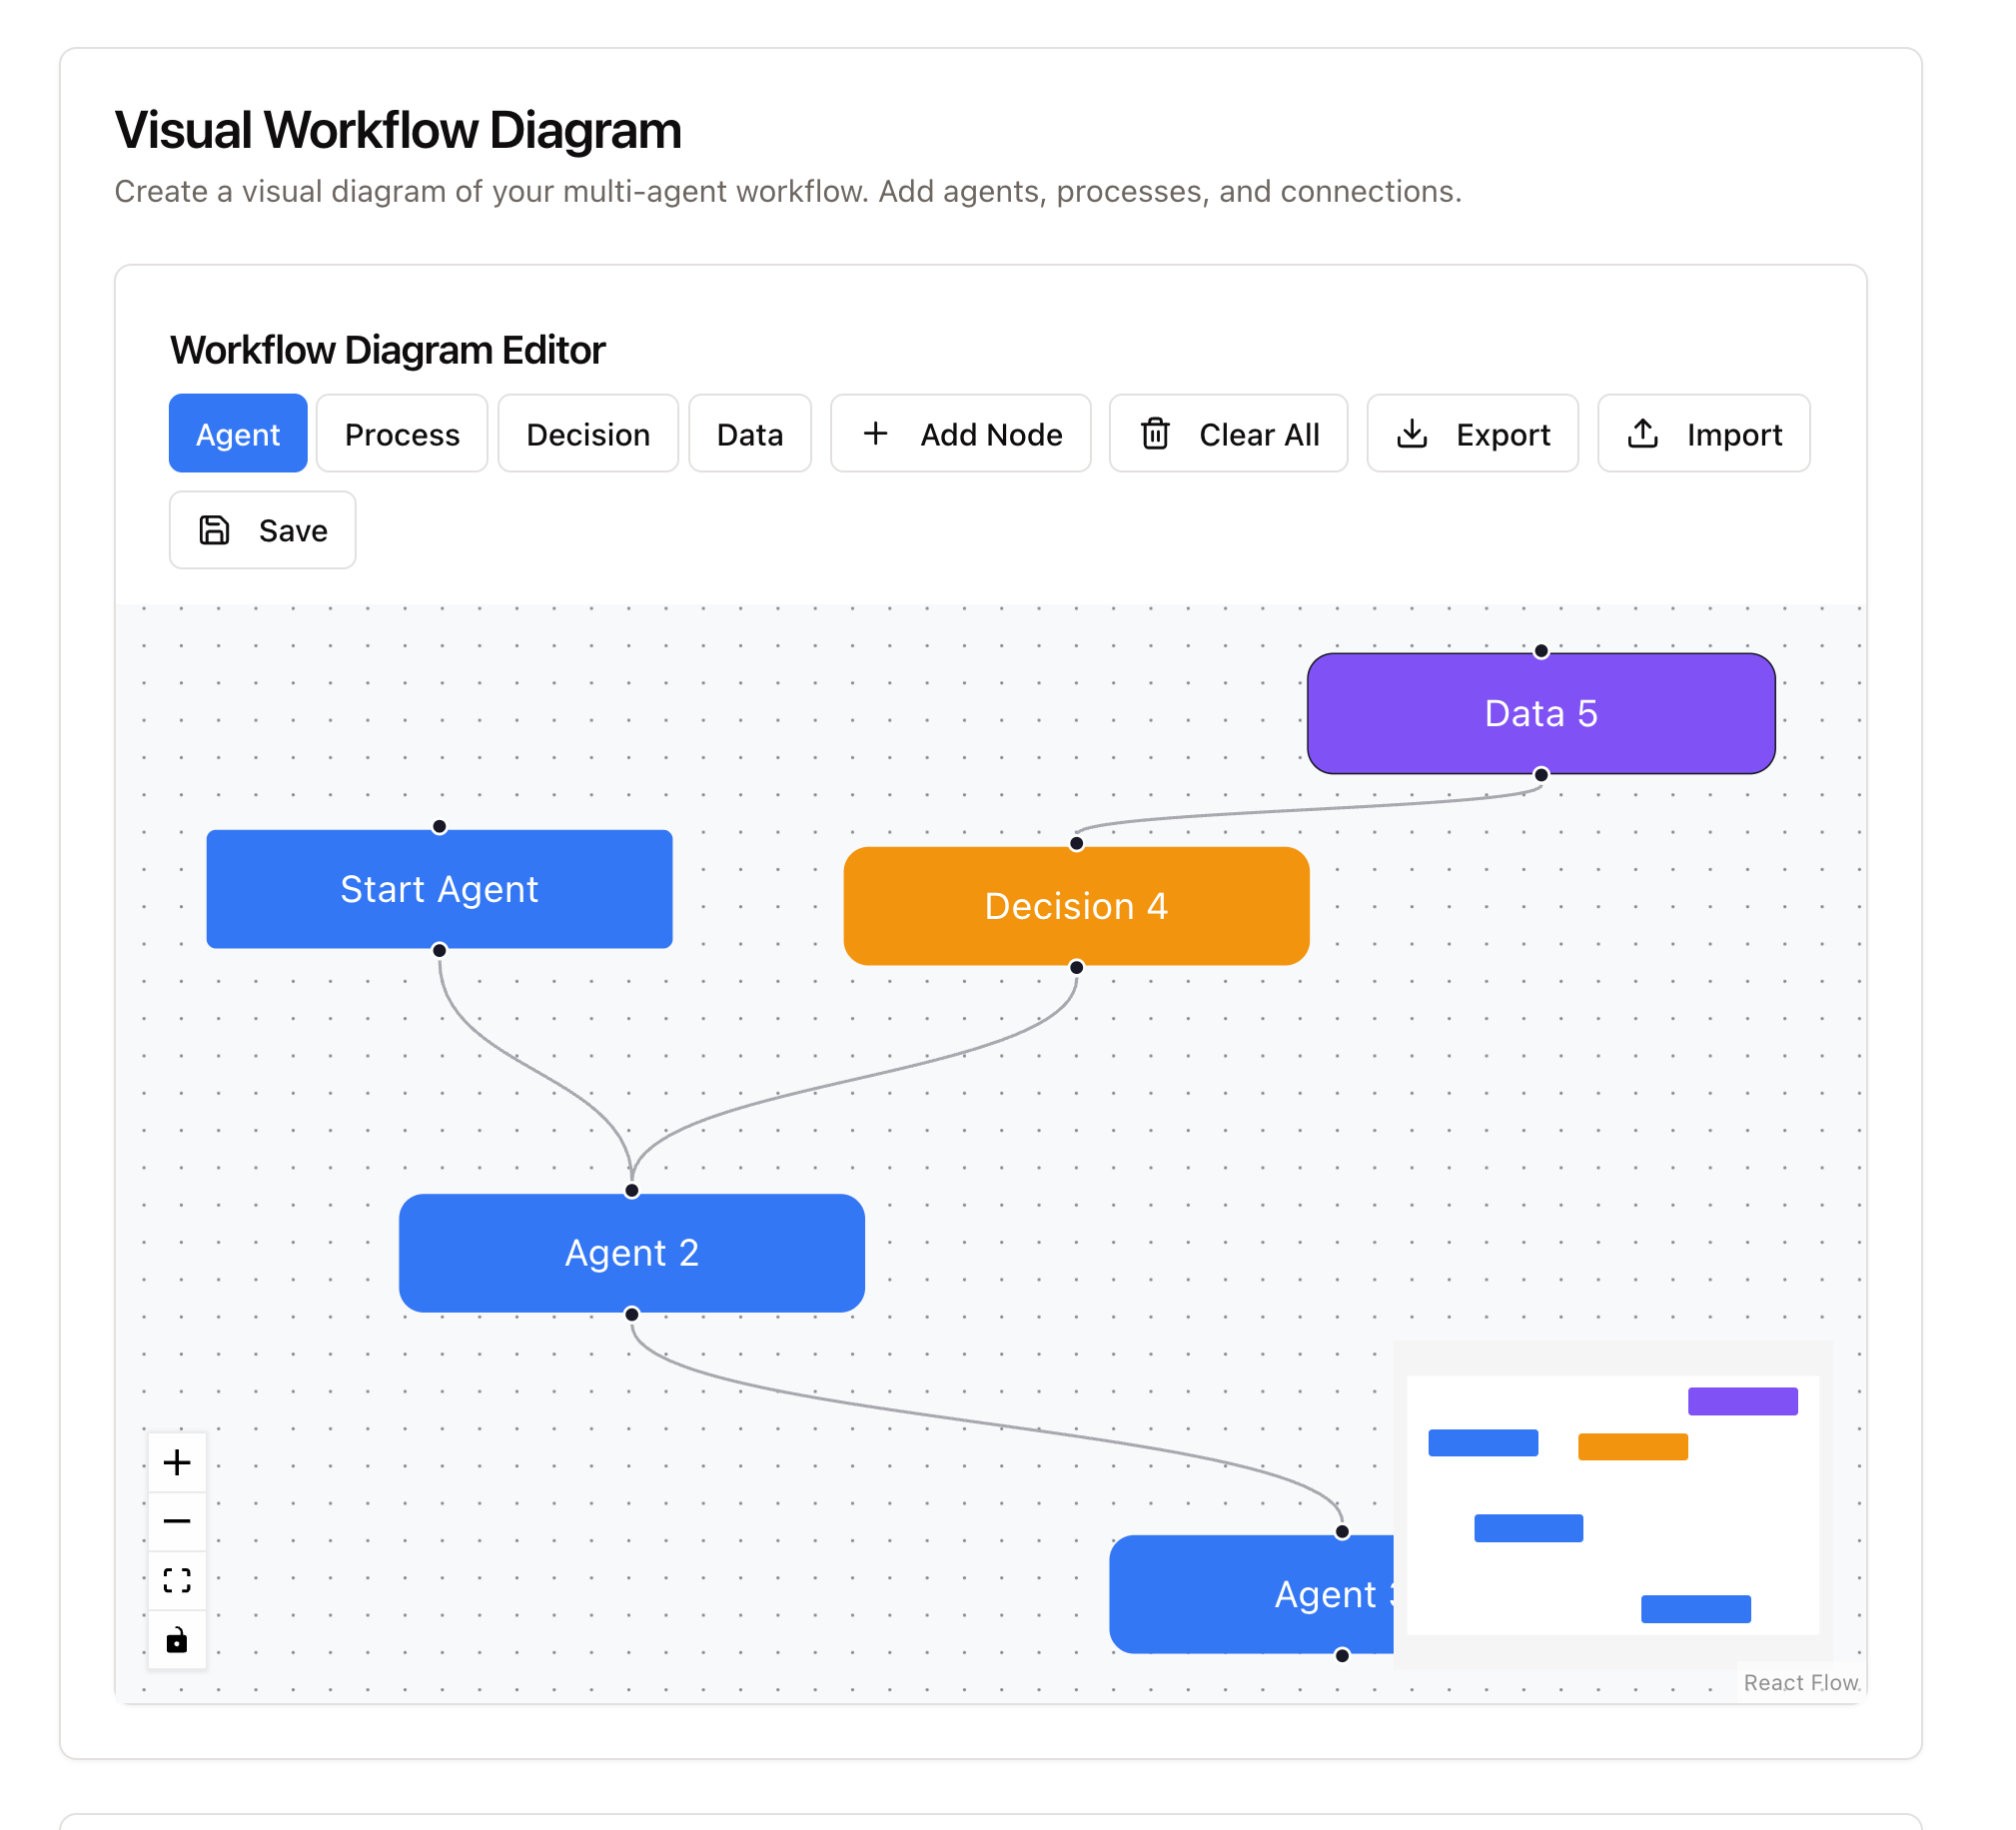 Visual Workflow Diagram
Create a visual diagram of your multi-agent workflow. Add agents, processes, and connections.
Workflow Diagram Editor
Agent Process Decision Data Add Node Clear All Export Import
Save
Data 5
Start Agent
Decision 4
Agent 2
Agent
React Flow